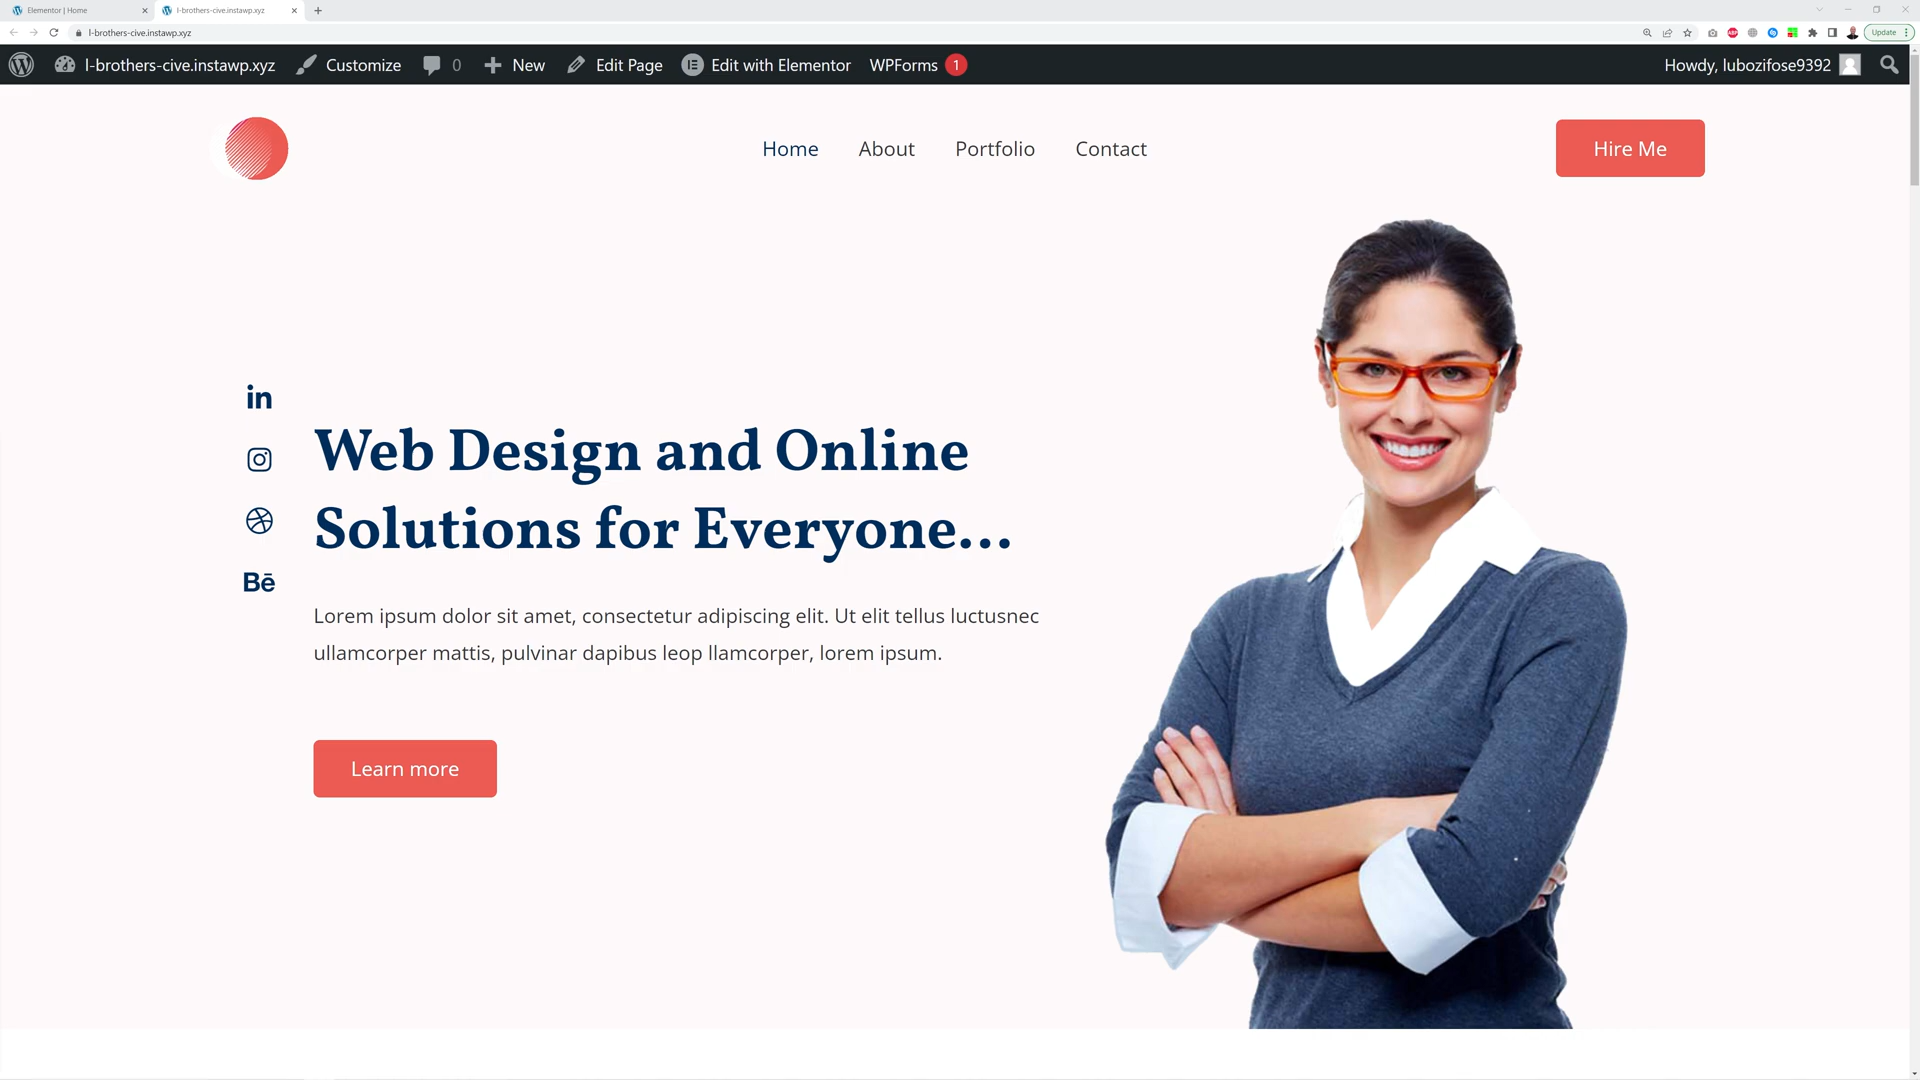 Elementor | Home
l-brothers-cive.instawp.xyz
l-brothers-cive.instawp.xyz
Update
l-brothers-cive.instawp.xyz
Customize
0
New
Edit Page
Edit with Elementor
WPForms 1
Howdy, lubozifose9392
Home
About
Portfolio
Contact
Hire Me
in
Bē
Web Design and Online
Solutions for Everyone...
Lorem ipsum dolor sit amet, consectetur adipiscing elit. Ut elit tellus luctusnec
ullamcorper mattis, pulvinar dapibus leop llamcorper, lorem ipsum.
Learn more